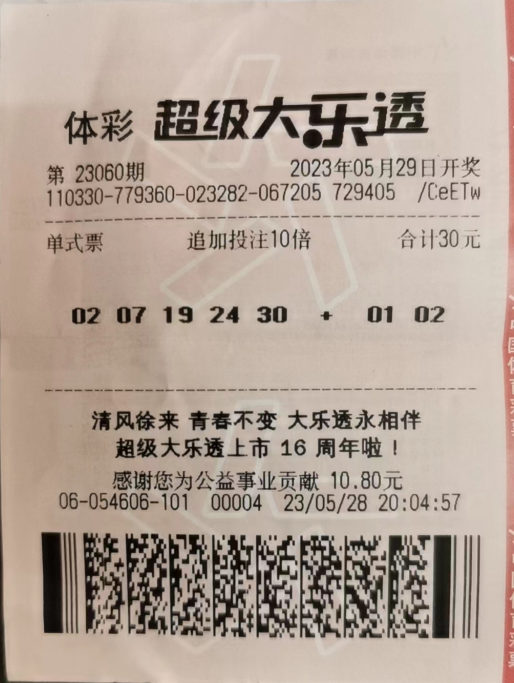 体彩 超级大乐透
第 23060期 2023年05月29日开奖
110330-779360-023282-067205 729405 /CeETw
单式票 追加投注10倍 合计30元
02 07 19 24 30 + 01 02
清风徐来 青春不变 大乐透永相伴
超级大乐透上市 16 周年啦！
感谢您为公益事业贡献 10.80元
06-054606-101 00004 23/05/28 20:04:57